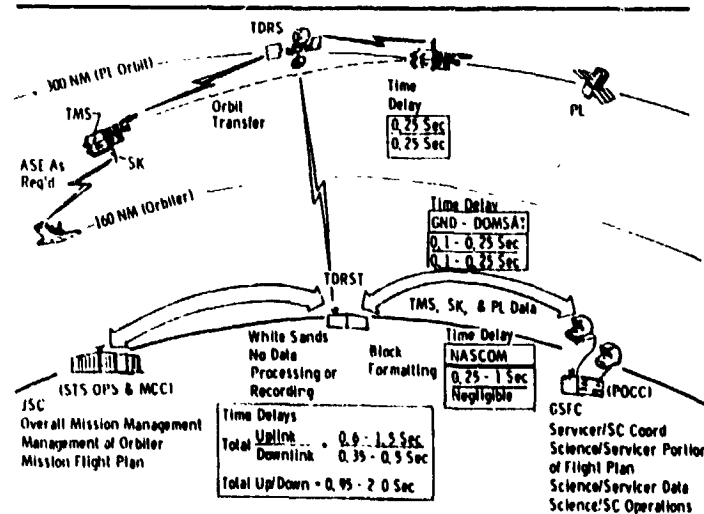 TDRS
300 NM (PL Orbit)
TMS
Orbit
Transfer
SK
ASE As
Req'd
160 NM (Orbiter)
Time
Delay
0.25 Sec
0.25 Sec
PL
Time Delay
GND - DOMSAT
0.1 - 0.25 Sec
0.1 - 0.25 Sec
TDRST
TMS, SK, & PL Data
White Sands
No Data
Processing or
Recording
Block
Formatting
Time Delay
NASCOM
0.25 - 1 Sec
Negligible
(STS OPS & MCC)
JSC
Overall Mission Management
Management of Orbiter
Mission Flight Plan
Time Delays
Total Uplink = 0.6 - 1.5 Sec
Downlink 0.35 - 0.5 Sec
Total Up/Down = 0.95 - 2.0 Sec
(POCC)
GSFC
Servicer/SC Coord
Science/Servicer Portion
of Flight Plan
Science/Servicer Data
Science/SC Operations